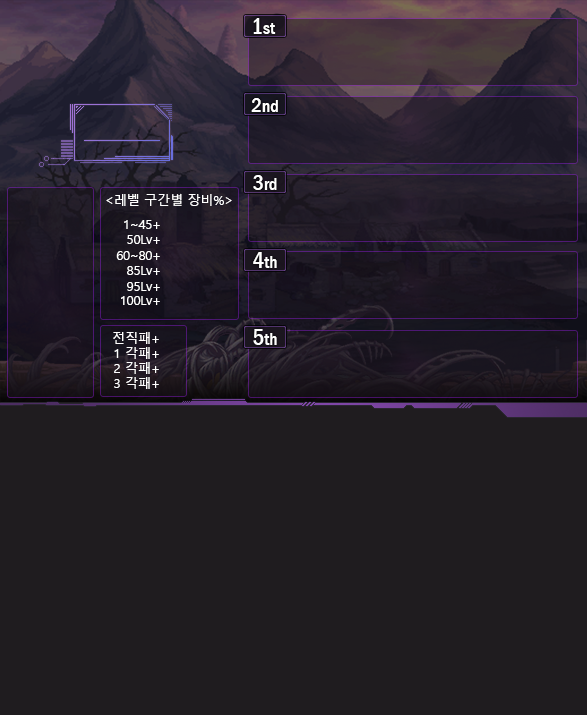 <레벨 구간별 장비%>
1~45+
50Lv+
60~80+
85Lv+
95Lv+
100Lv+
전직패+
1 각패+
2 각패+
3 각패+
1st
2nd
3rd
4th
5th